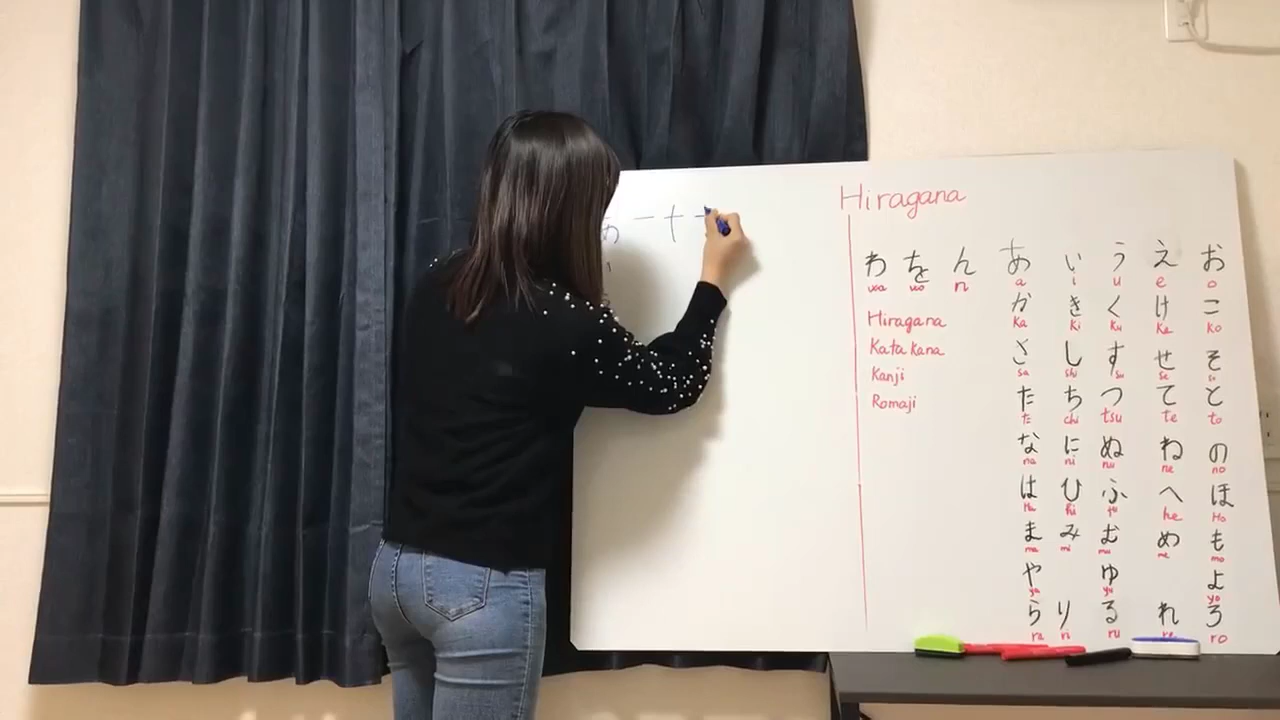 あ 一 十
Hiragana
わ を ん あ い う え お
wa wo n a i u e o
か き く け こ
ka ki ku ke ko
Hiragana
さ し す せ そ
sa shi su se so
Katakana
Kanji
た ち つ て と
た chi tsu te to
Romaji
な に ぬ ね の
na ni nu ne no
は ひ ふ へ ほ
Ha hi fu he Ho
ま み む め も
ma mi mu me mo
や ゆ よ
ya yu yo
ら り る れ ろ
ra ri ru re ro